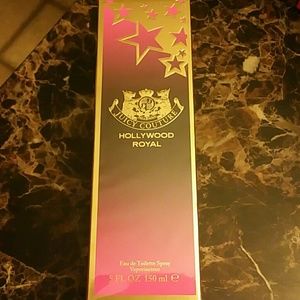 JUICY COUTURE
HOLLYWOOD
ROYAL
Eau de Toilette Spray
Vaporisateur
5 FL. OZ. 150 ml ℮